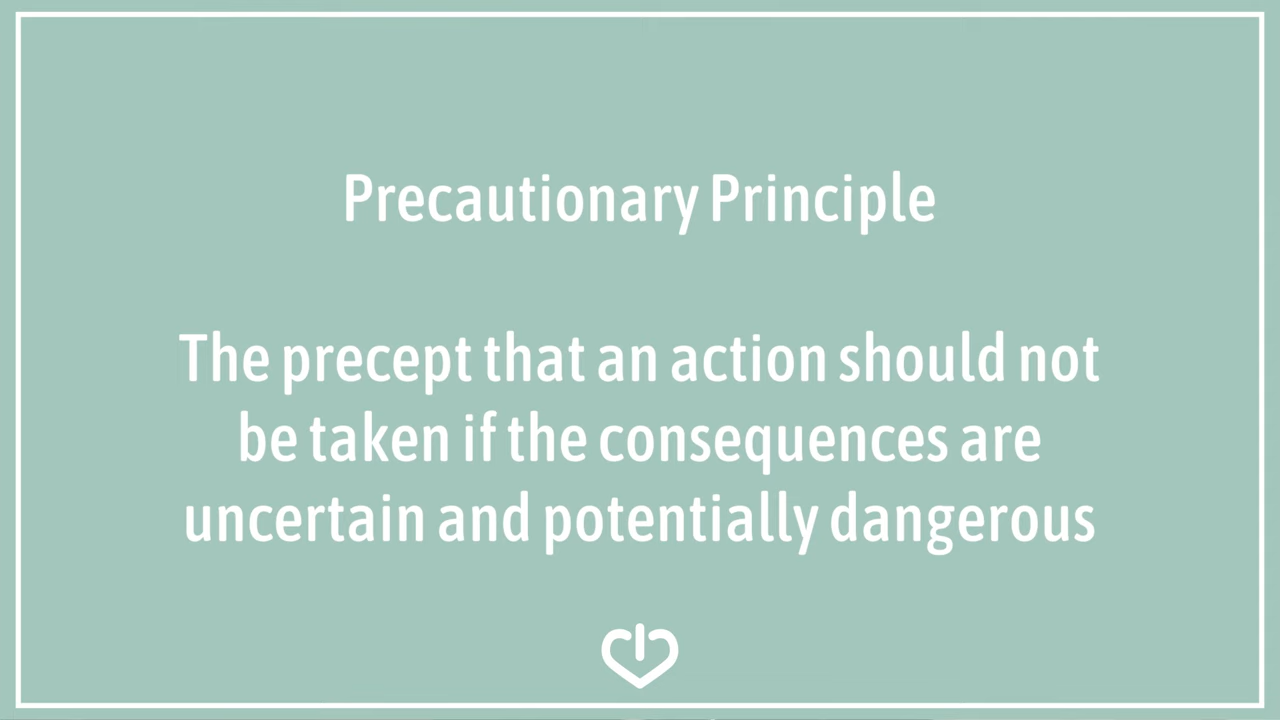 Precautionary Principle
The precept that an action should not
be taken if the consequences are
uncertain and potentially dangerous